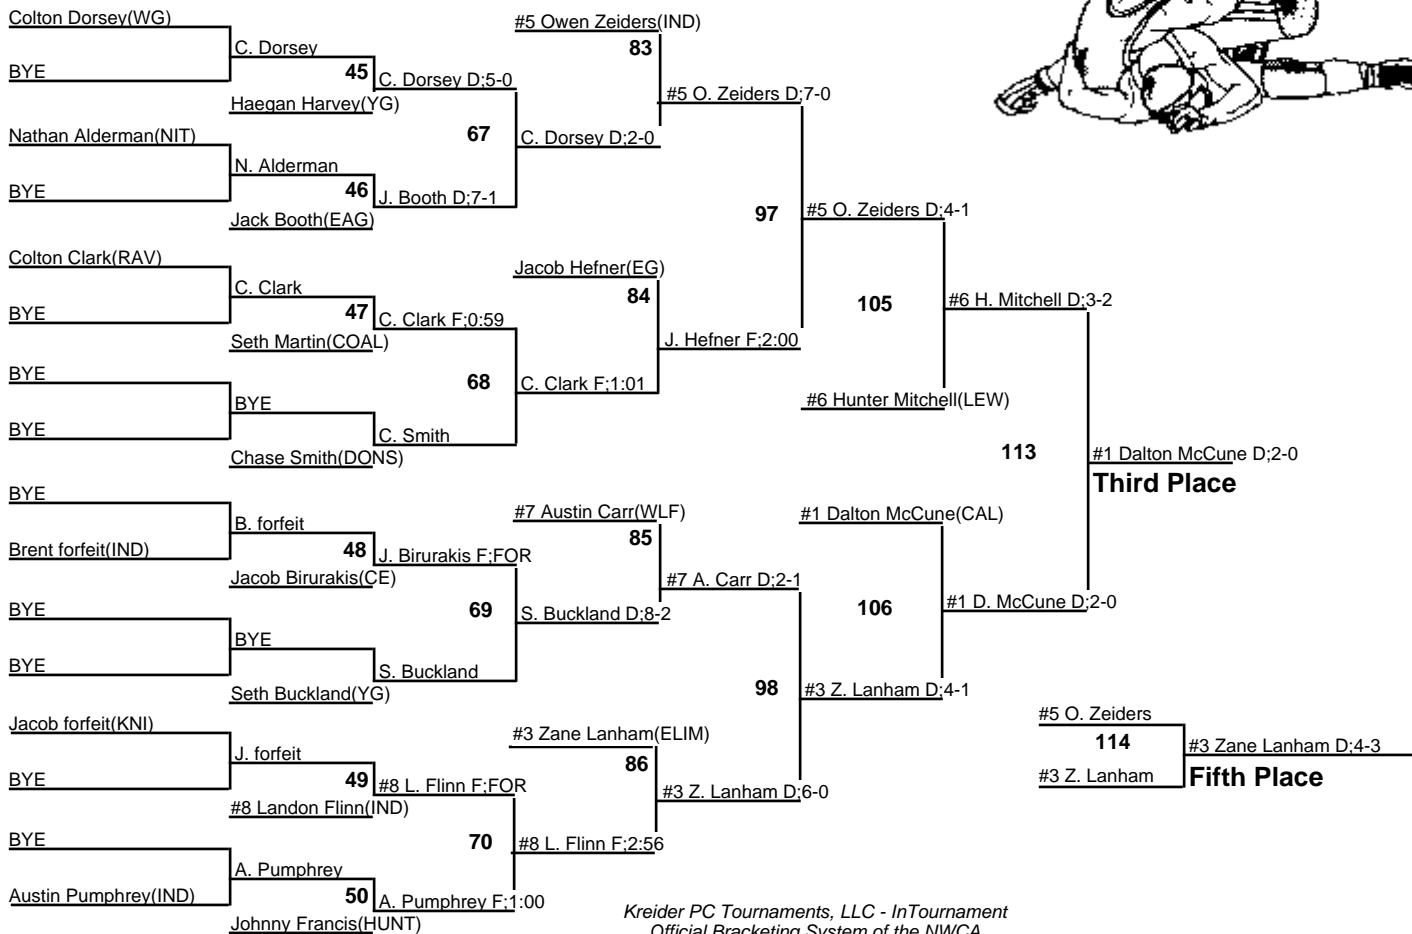 Colton Dorsey(WG)
BYE
C. Dorsey
45
Haegan Harvey(YG)
C. Dorsey D;5-0
Nathan Alderman(NIT)
BYE
N. Alderman
46
Jack Booth(EAG)
J. Booth D;7-1
67
C. Dorsey D;2-0
#5 Owen Zeiders(IND)
83
#5 O. Zeiders D;7-0
Colton Clark(RAV)
BYE
C. Clark
47
Seth Martin(COAL)
C. Clark F;0:59
BYE
BYE
BYE
Chase Smith(DONS)
C. Smith
68
C. Clark F;1:01
Jacob Hefner(EG)
84
J. Hefner F;2:00
97
#5 O. Zeiders D;4-1
105
#6 Hunter Mitchell(LEW)
#6 H. Mitchell D;3-2
BYE
Brent forfeit(IND)
B. forfeit
48
Jacob Birurakis(CE)
J. Birurakis F;FOR
BYE
BYE
BYE
Seth Buckland(YG)
S. Buckland
69
S. Buckland D;8-2
#7 Austin Carr(WLF)
85
#7 A. Carr D;2-1
Jacob forfeit(KNI)
BYE
J. forfeit
49
#8 Landon Flinn(IND)
#8 L. Flinn F;FOR
BYE
Austin Pumphrey(IND)
A. Pumphrey
50
Johnny Francis(HUNT)
A. Pumphrey F;1:00
70
#8 L. Flinn F;2:56
#3 Zane Lanham(ELIM)
86
#3 Z. Lanham D;6-0
98
#3 Z. Lanham D;4-1
#1 Dalton McCune(CAL)
106
#1 D. McCune D;2-0
113
#1 Dalton McCune D;2-0
Third Place
#5 O. Zeiders
114
#3 Z. Lanham
#3 Zane Lanham D;4-3
Fifth Place
Kreider PC Tournaments, LLC - InTournament
Official Bracketing System of the NWCA